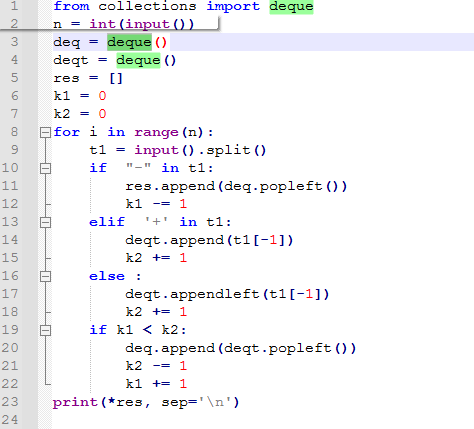 1 from collections import deque
2 n = int(input())
3 deq = deque()
4 deqt = deque()
5 res = []
6 k1 = 0
7 k2 = 0
8 for i in range(n):
9     t1 = input().split()
10     if  "-" in t1:
11         res.append(deq.popleft())
12         k1 -= 1
13     elif  '+' in t1:
14         deqt.append(t1[-1])
15         k2 += 1
16     else :
17         deqt.appendleft(t1[-1])
18         k2 += 1
19     if k1 < k2:
20         deq.append(deqt.popleft())
21         k2 -= 1
22         k1 += 1
23 print(*res, sep='\n')
24